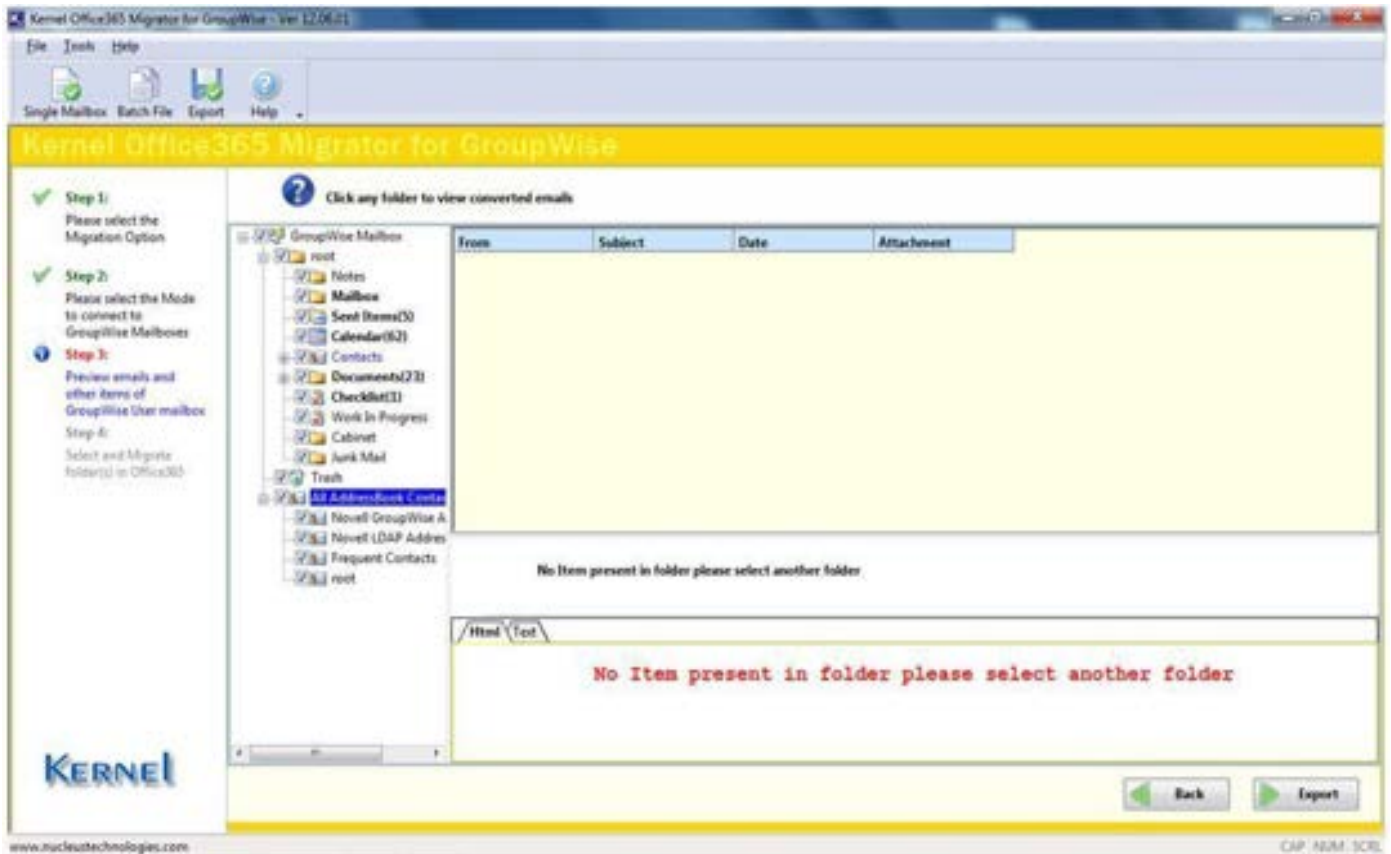 Kernel Office365 Migrator for GroupWise - Ver 12.06.01
File Tools Help
Single Mailbox Batch File Export Help
Kernel Office365 Migrator for GroupWise
Step 1:
Please select the
Migration Option
Step 2:
Please select the Mode
to connect to
GroupWise Mailboxes
Step 3:
Preview emails and
other items of
GroupWise User mailbox
Step 4:
Select and Migrate
folder(s) in Office365
KERNEL
Click any folder to view converted emails
GroupWise Mailbox
root
Notes
Mailbox
Sent Items(5)
Calendar(62)
Contacts
Documents(23)
Checklist(1)
Work In Progress
Cabinet
Junk Mail
Trash
All AddressBook Contac
Novell GroupWise A
Novell LDAP Addres
Frequent Contacts
root
From Subject Date Attachment
No Item present in folder please select another folder
Html Text
No Item present in folder please select another folder
Back Export
www.nucleustechnologies.com
CAP NUM SCRL